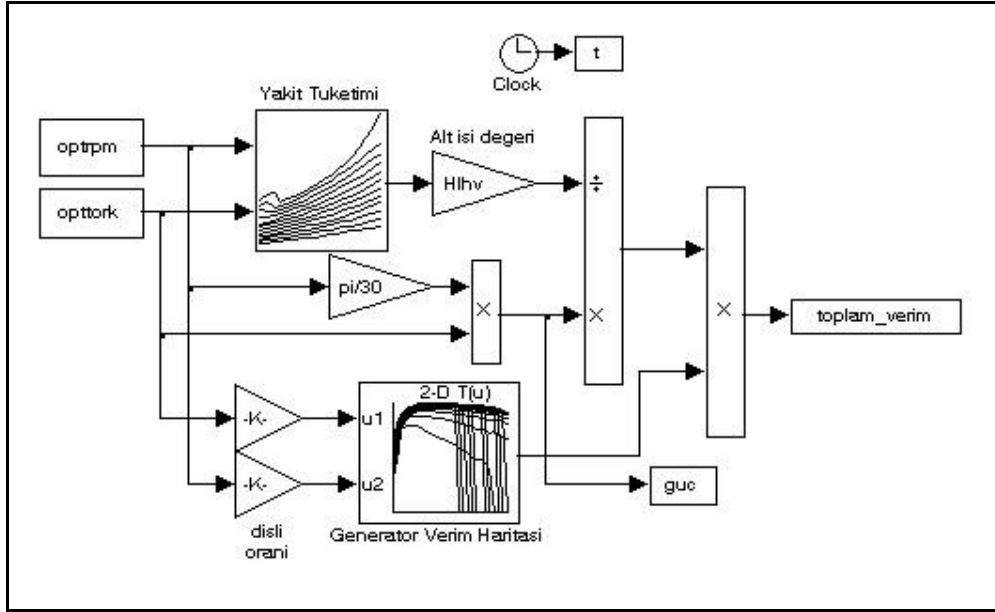 t
Clock
Yakit Tuketimi
Alt isi degeri
optrpm
opttork
Hlhv
÷
pi/30
×
×
×
toplam_verim
2-D T(u)
-K-
u1
-K-
u2
guc
disli
orani
Generator Verim Haritasi